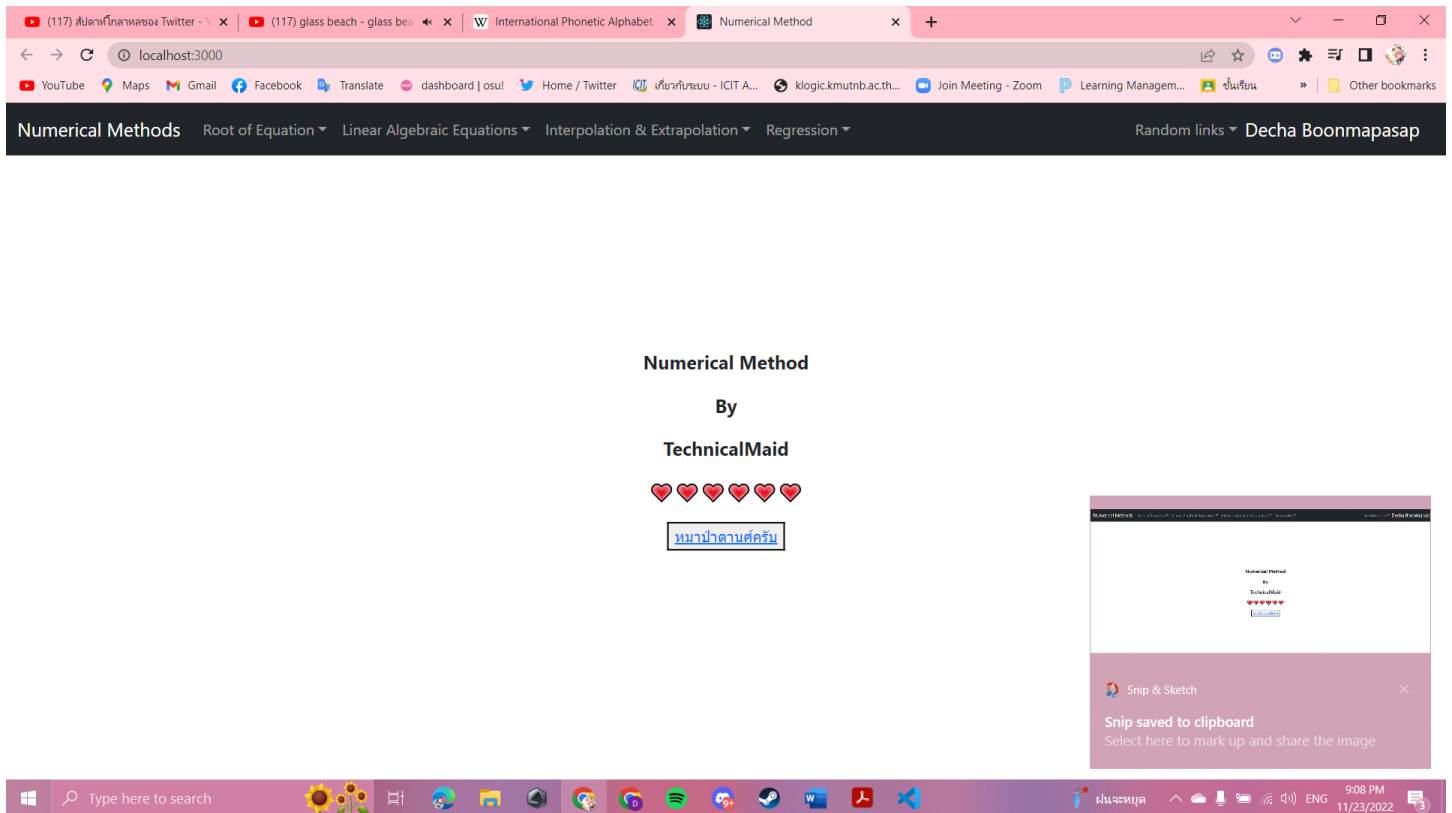 (117) สัปดาห์โกลาหลของ Twitter - Y
(117) glass beach - glass bea
International Phonetic Alphabet -
Numerical Method
localhost:3000
YouTube Maps Gmail Facebook Translate dashboard | osu! Home / Twitter เกี่ยวกับระบบ - ICIT A... klogic.kmutnb.ac.th... Join Meeting - Zoom Learning Managem... ชั้นเรียน » Other bookmarks
Numerical Methods Root of Equation Linear Algebraic Equations Interpolation & Extrapolation Regression Random links Decha Boonmapasap
Numerical Method
By
TechnicalMaid
หมาป่าดานศ์ครับ
Numerical Method
By
TechnicalMaid
Snip & Sketch
Snip saved to clipboard
Select here to mark up and share the image
Type here to search
ฝนจะหยุด ENG 9:08 PM
11/23/2022